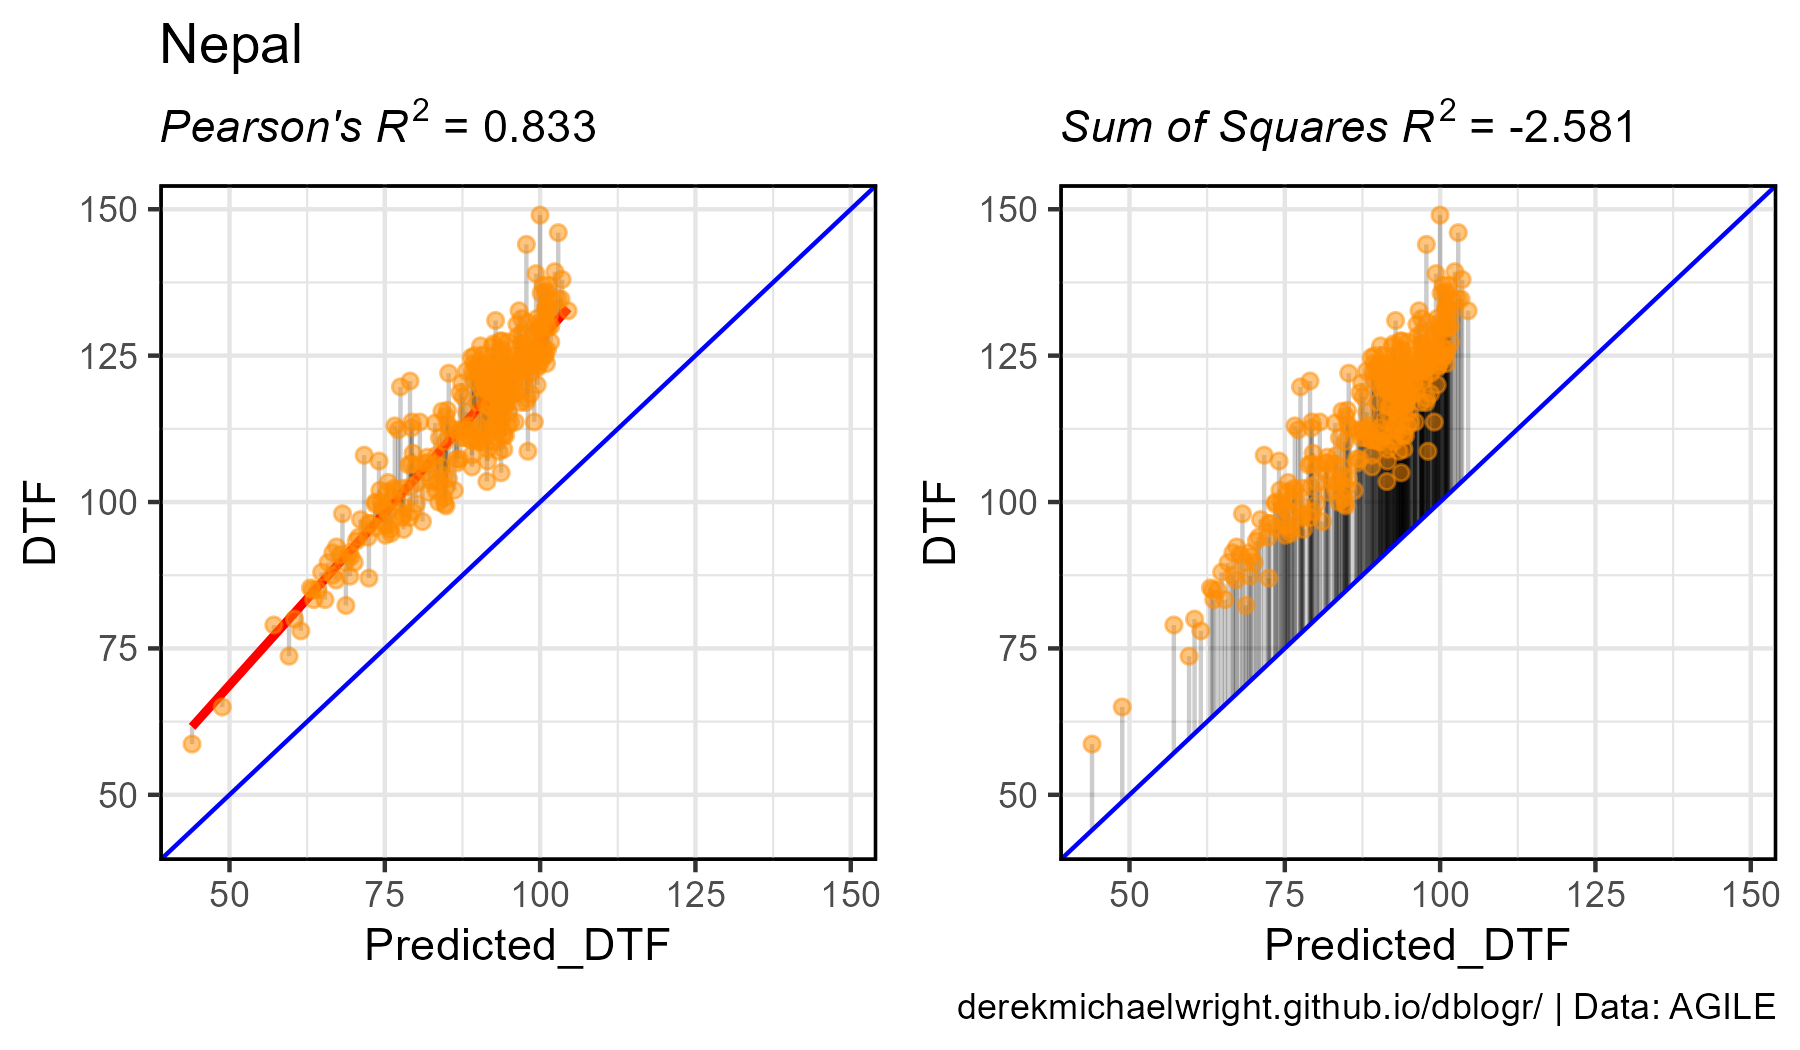 Nepal
Pearson's R² = 0.833
Sum of Squares R² = -2.581
DTF
150
125
100
75
50
50 75 100 125 150
Predicted_DTF
DTF
150
125
100
75
50
50 75 100 125 150
Predicted_DTF
derekmichaelwright.github.io/dblogr/ | Data: AGILE